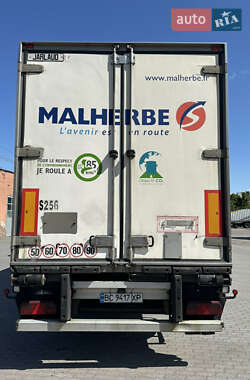 AUTO RIA
JARLAUD
www.malherbe.fr
MALHERBE
L'avenir est en route
POUR LE RESPECT
DE L'ENVIRONNEMENT
JE ROULE À
85
S256
50 60 70 80 90
BC 9417 XP